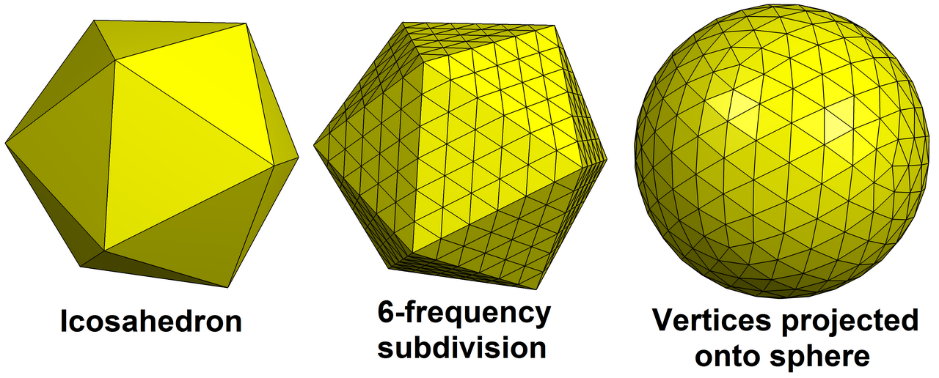 Icosahedron
6-frequency
subdivision
Vertices projected
onto sphere